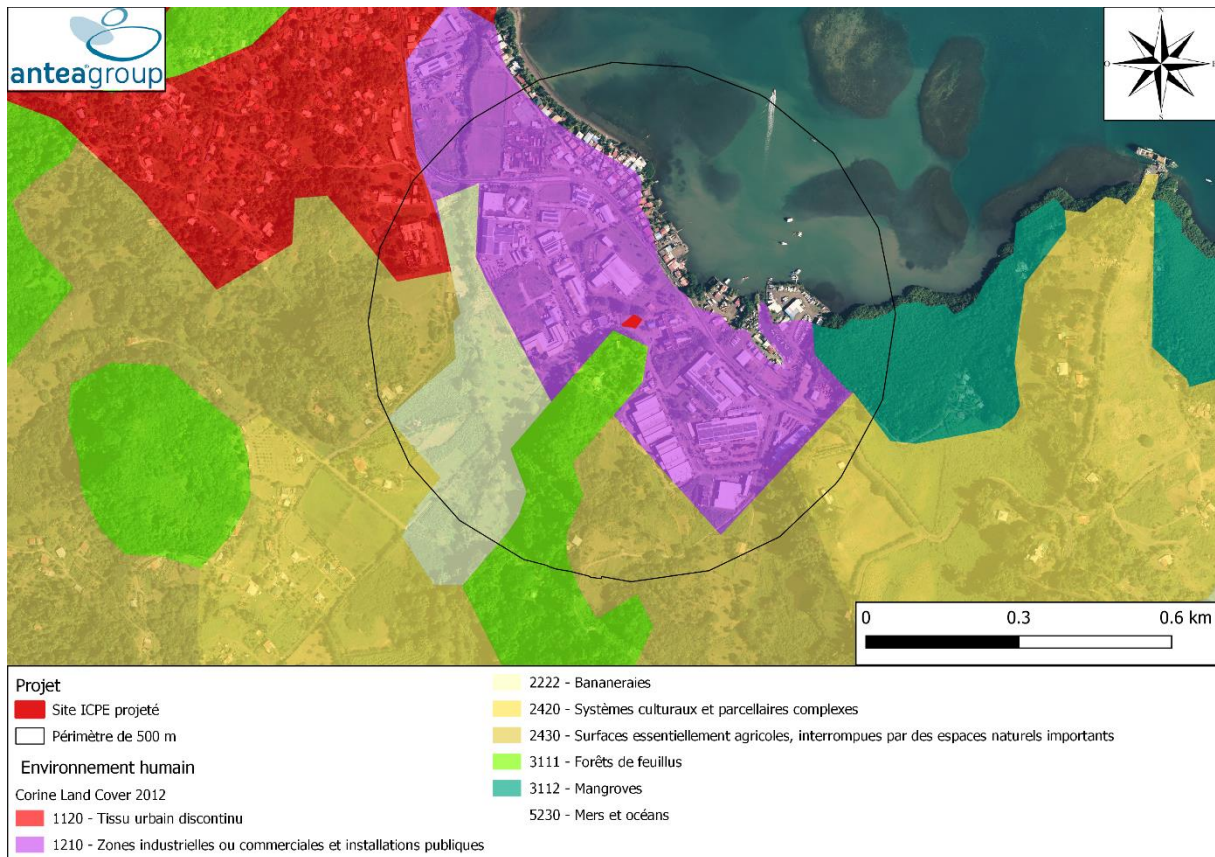 anteagroup
N
O
E
S
0 0.3 0.6 km
Projet
Site ICPE projeté
Périmètre de 500 m
Environnement humain
Corine Land Cover 2012
1120 - Tissu urbain discontinu
1210 - Zones industrielles ou commerciales et installations publiques
2222 - Bananeraies
2420 - Systèmes culturaux et parcellaires complexes
2430 - Surfaces essentiellement agricoles, interrompues par des espaces naturels importants
3111 - Forêts de feuillus
3112 - Mangroves
5230 - Mers et océans